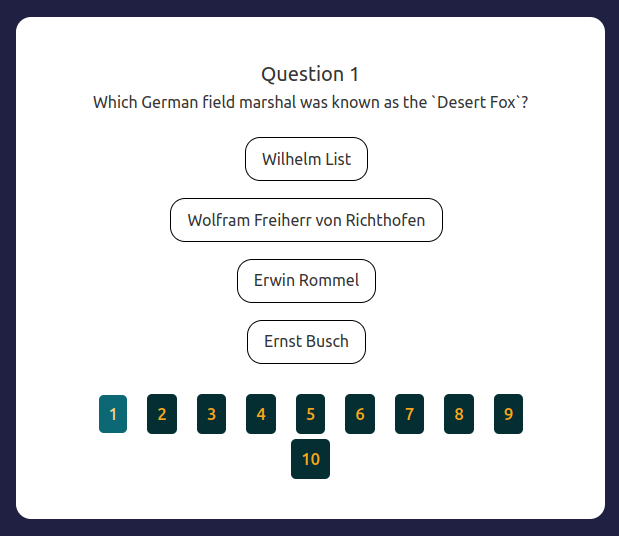 Question 1
Which German field marshal was known as the `Desert Fox`?
Wilhelm List
Wolfram Freiherr von Richthofen
Erwin Rommel
Ernst Busch
1 2 3 4 5 6 7 8 9
10